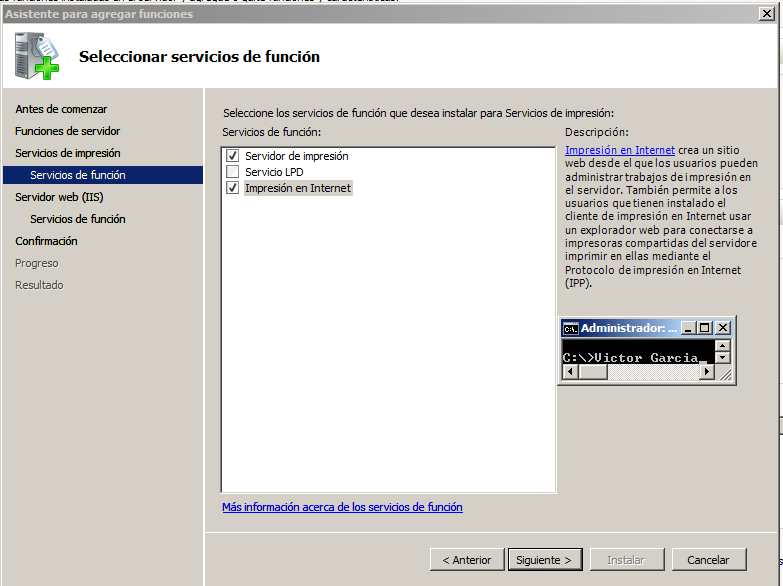 Asistente para agregar funciones
Seleccionar servicios de función
Antes de comenzar
Funciones de servidor
Servicios de impresión
Servicios de función
Servidor web (IIS)
Servicios de función
Confirmación
Progreso
Resultado
Seleccione los servicios de función que desea instalar para Servicios de impresión:
Servicios de función:
Servidor de impresión
Servicio LPD
Impresión en Internet
Más información acerca de los servicios de función
Descripción:
Impresión en Internet crea un sitio
web desde el que los usuarios pueden
administrar trabajos de impresión en
el servidor. También permite a los
usuarios que tienen instalado el
cliente de impresión en Internet usar
un explorador web para conectarse a
impresoras compartidas del servidor e
imprimir en ellas mediante el
Protocolo de impresión en Internet
(IPP).
Administrador: ...
C:\>Victor Garcia_
< Anterior
Siguiente >
Instalar
Cancelar